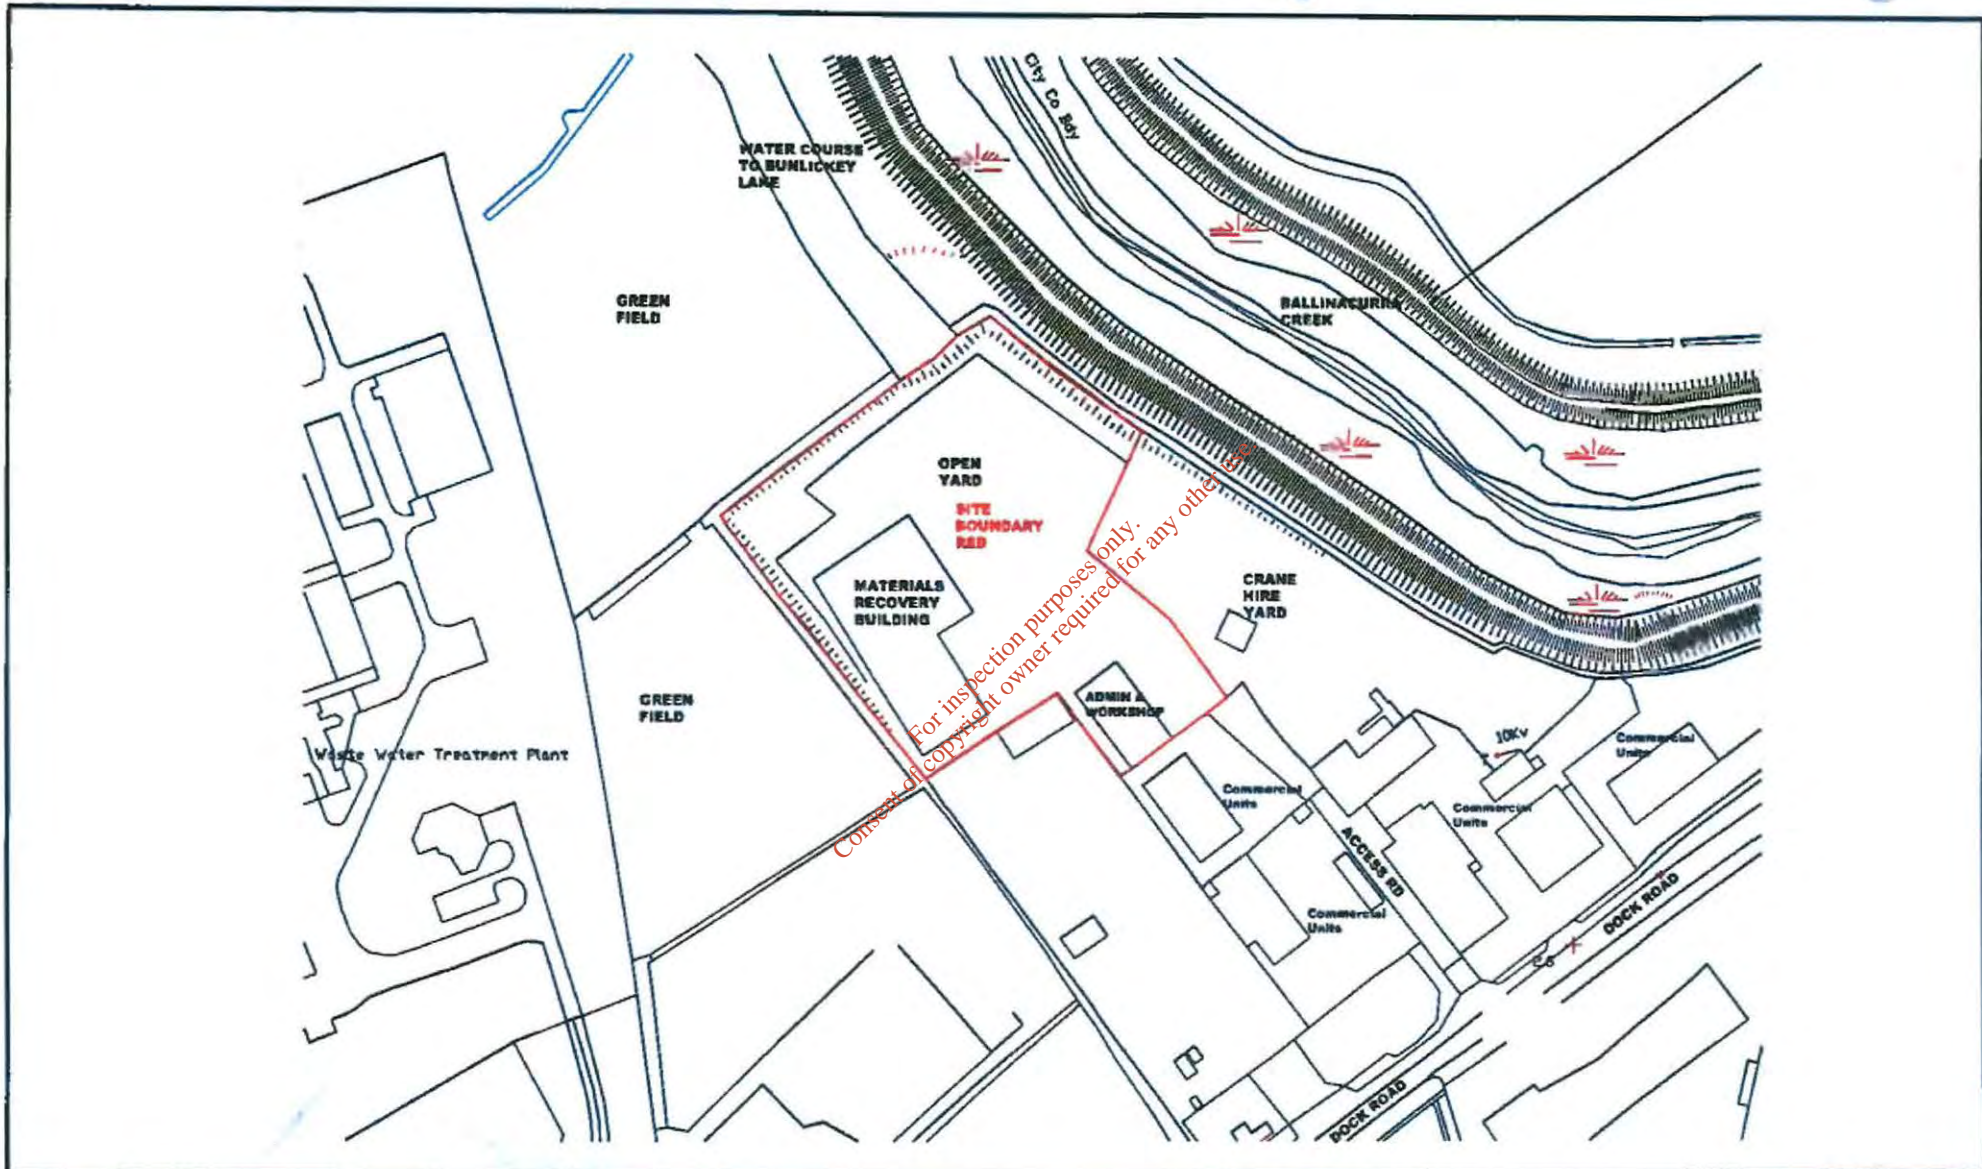 City Co Bdy
WATER COURSE
TO BUNLICKEY
LAKE
GREEN
FIELD
BALLINACURRA
CREEK
OPEN
YARD
SITE
BOUNDARY
RED
MATERIALS
RECOVERY
BUILDING
CRANE
HIRE
YARD
GREEN
FIELD
ADMIN &
WORKSHOP
Waste Water Treatment Plant
10Kv
Commercial
Units
Commercial
Units
Commercial
Units
ACCESS RD
Commercial
Units
DOCK ROAD
DOCK ROAD
For inspection purposes only.
Consent of copyright owner required for any other use.